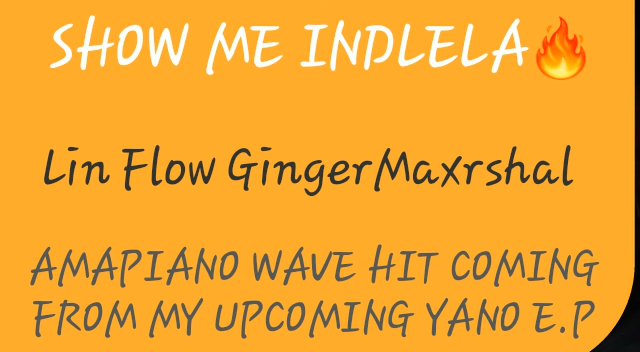 SHOW ME INDLELA🔥
Lin Flow GingerMaxrshal
AMAPIANO WAVE HIT COMING
FROM MY UPCOMING YANO E.P